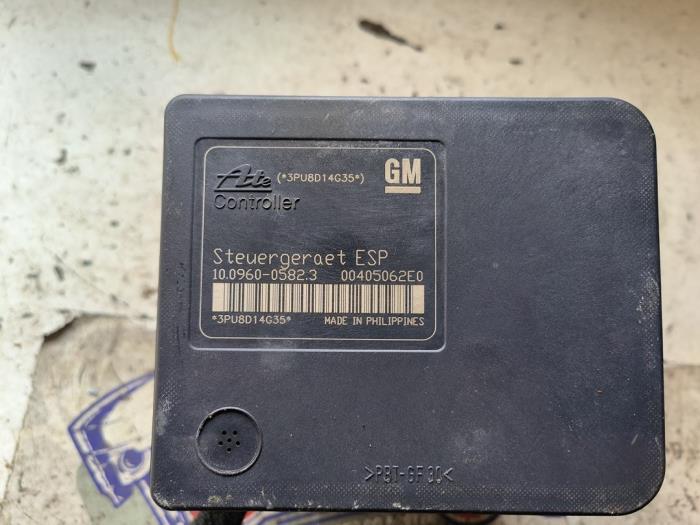 Ate (*3PU8D14G35*) GM
Controller
Steuergeraet ESP
10.0960-0582.3 00405062E0
*3PU8D14G35* MADE IN PHILIPPINES
>PBT-GF30<